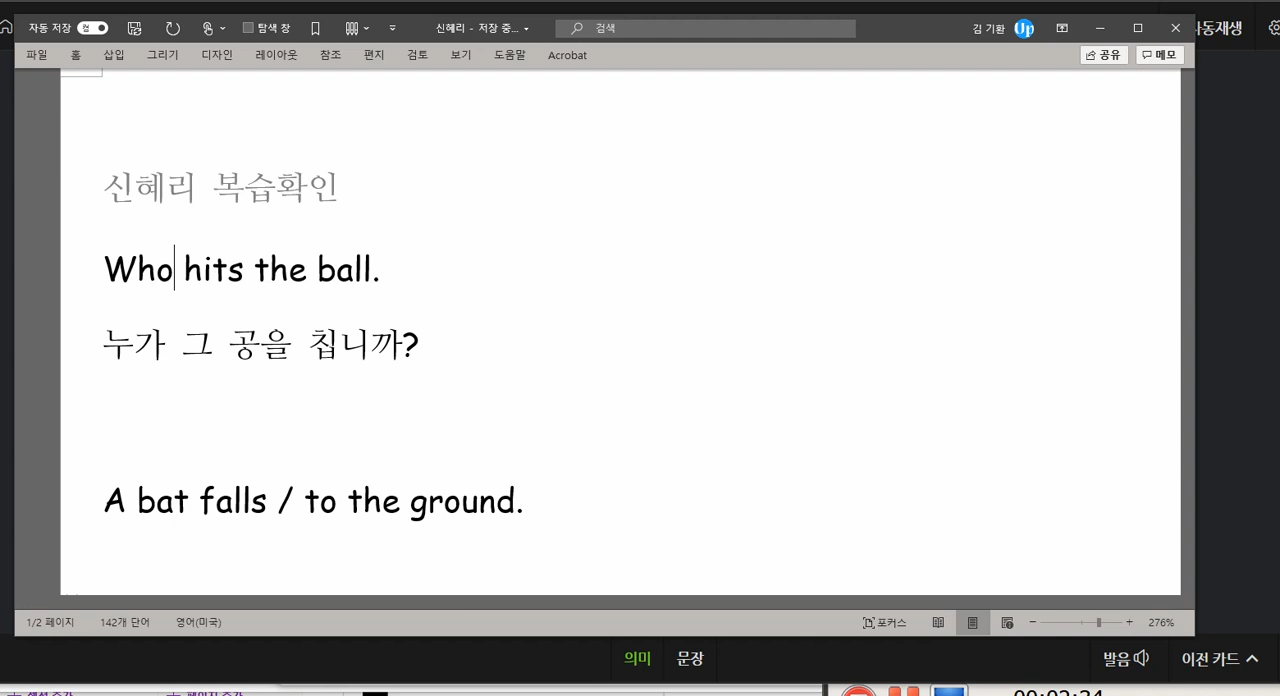 자동 저장 켬 탐색 창 신혜리 - 저장 중... 검색 김 기환 Up 자동재생
파일 홈 삽입 그리기 디자인 레이아웃 참조 편지 검토 보기 도움말 Acrobat 공유 메모
신혜리 복습확인
Who hits the ball.
누가 그 공을 칩니까?
A bat falls / to the ground.
1/2 페이지 142개 단어 영어(미국) 포커스 276%
의미 문장 발음 이전 카드